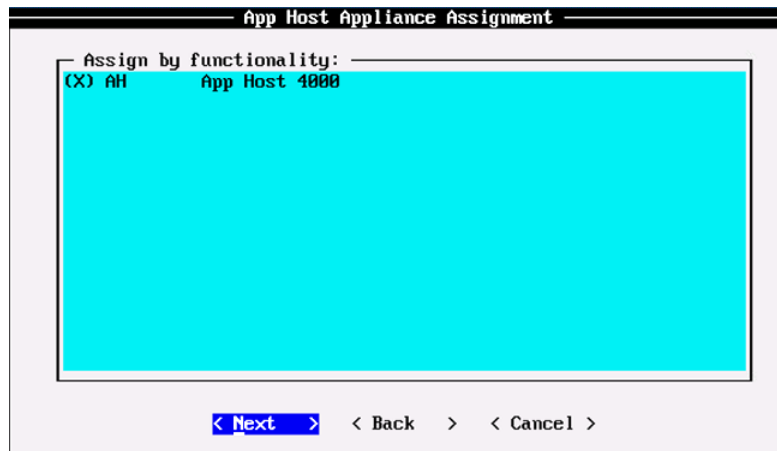 App Host Appliance Assignment
Assign by functionality:
(X) AH App Host 4000
< Next > < Back > < Cancel >